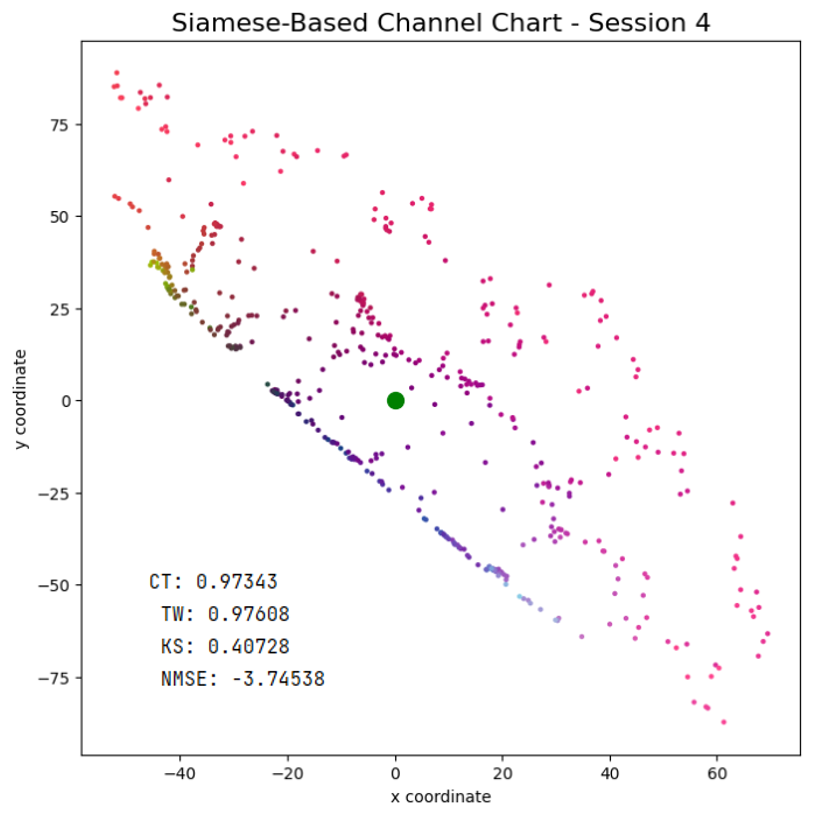 Siamese-Based Channel Chart - Session 4
75
50
25
0
−25
−50
−75
y coordinate
CT: 0.97343
TW: 0.97608
KS: 0.40728
NMSE: -3.74538
−40 −20 0 20 40 60
x coordinate